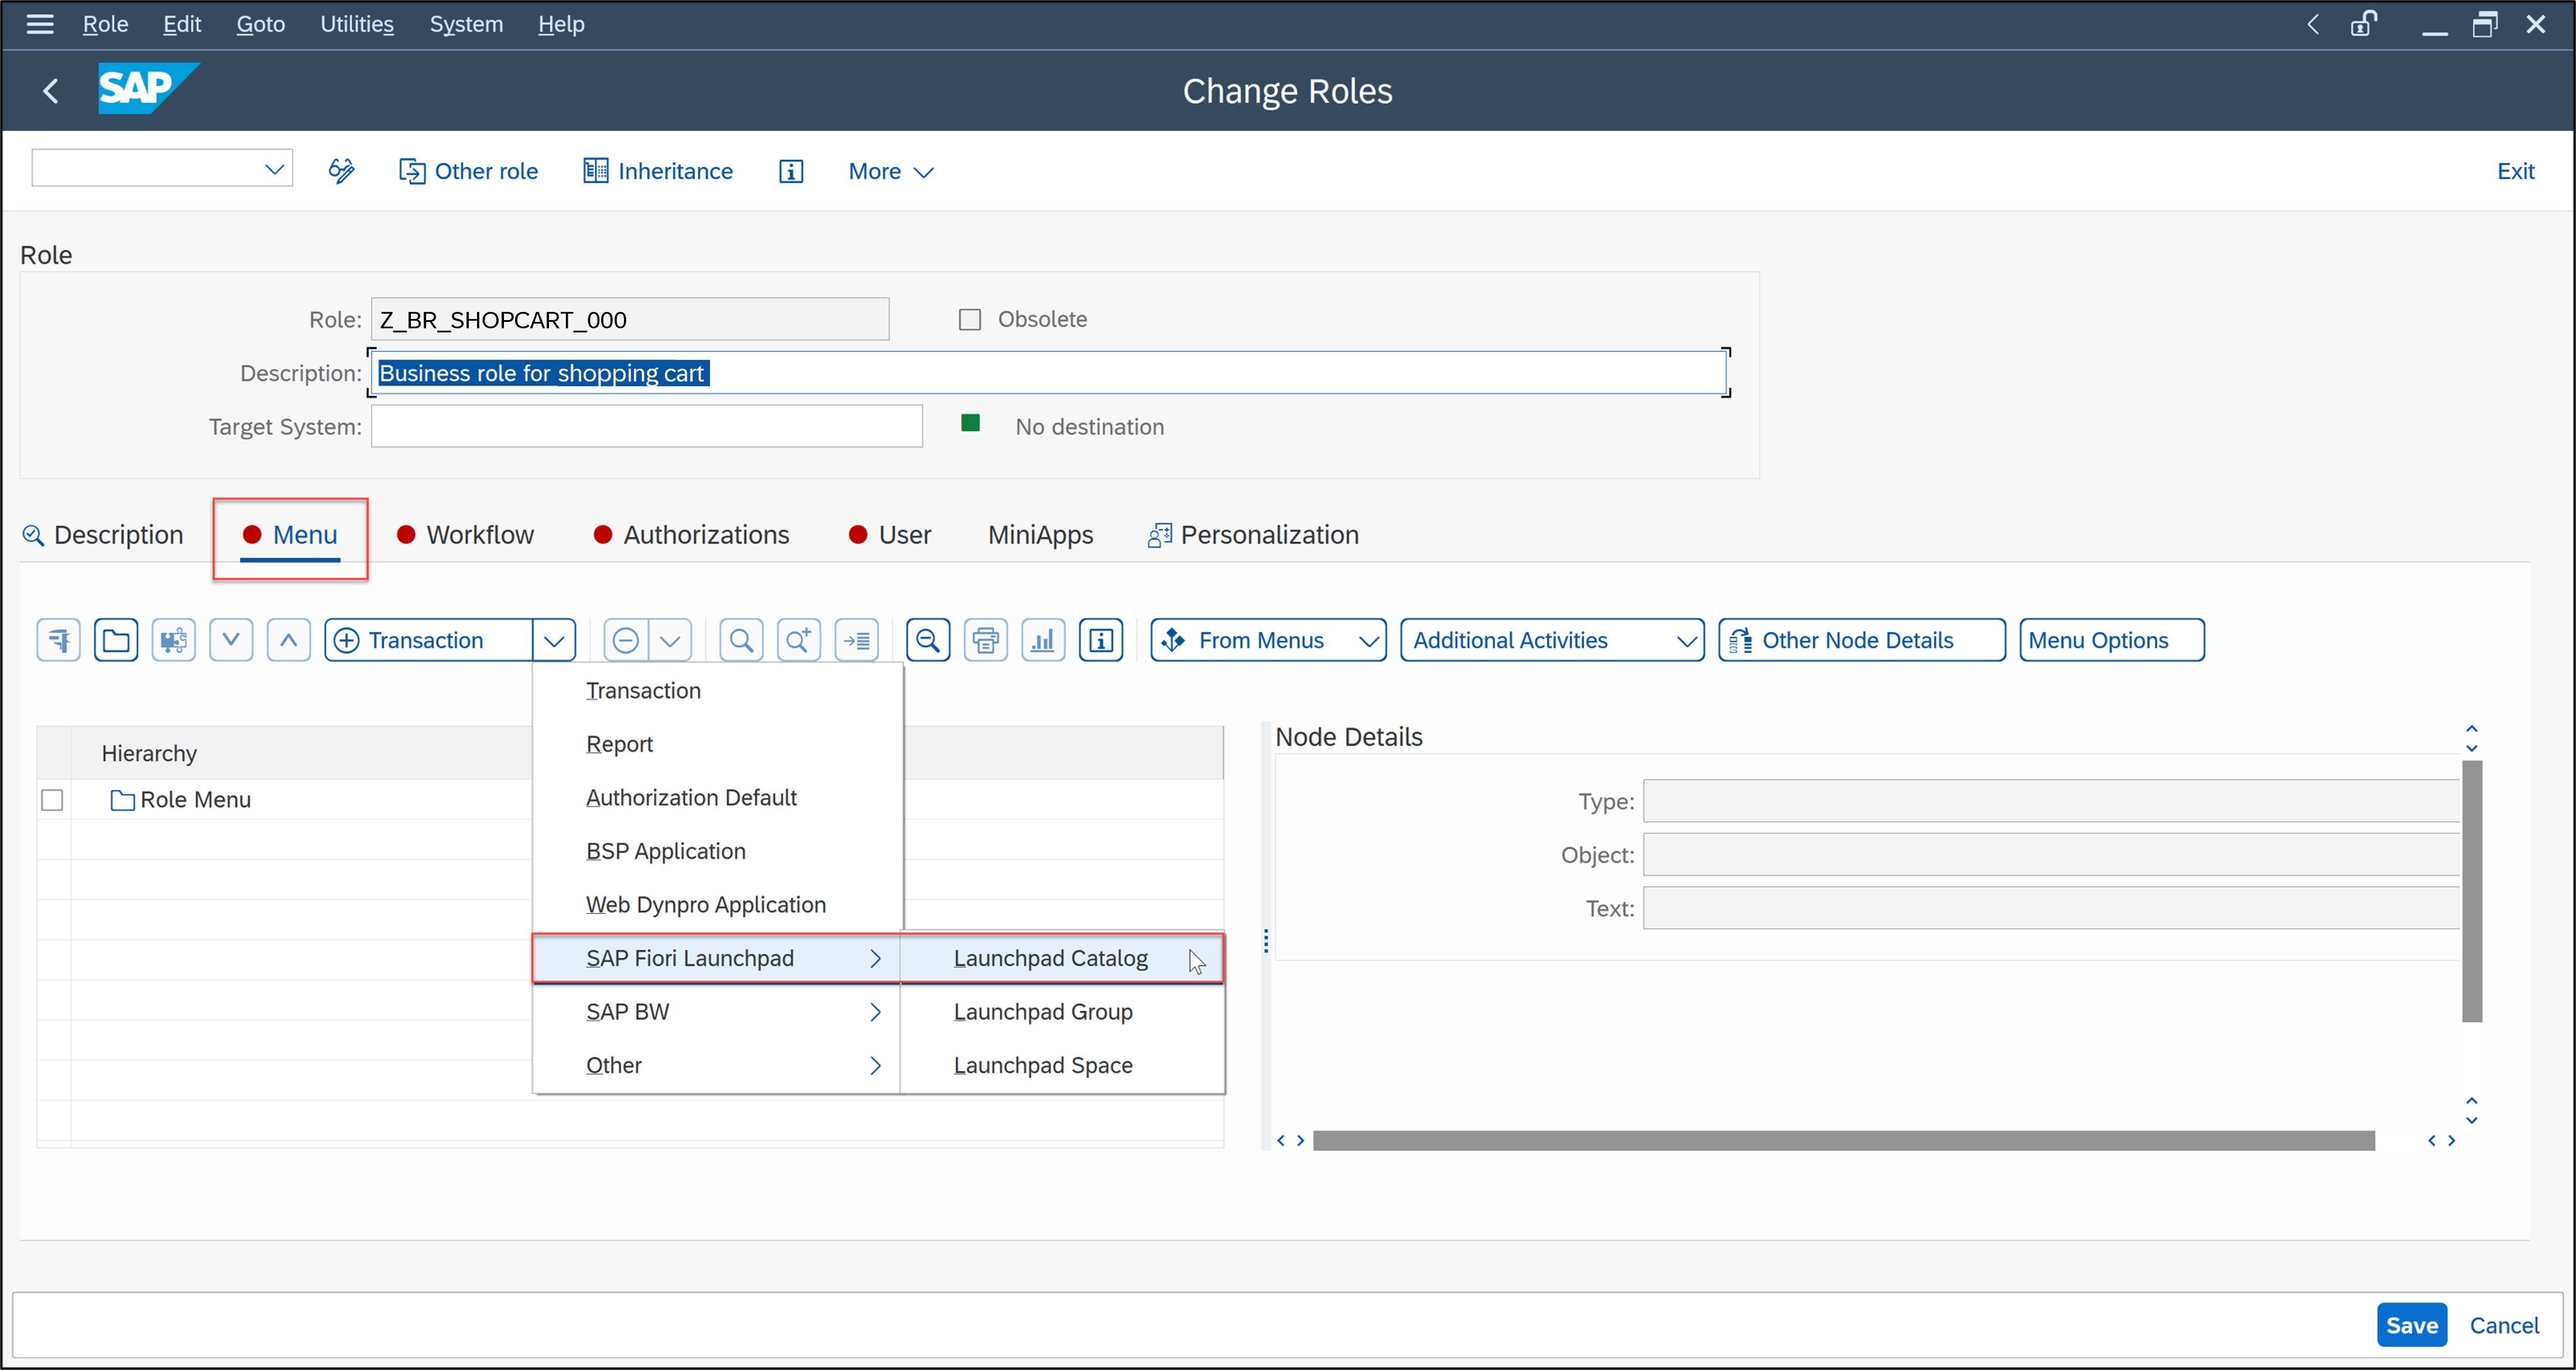 Role Edit Goto Utilities System Help
SAP Change Roles
Other role Inheritance More Exit
Role
Role: Z_BR_SHOPCART_000 Obsolete
Description: Business role for shopping cart
Target System: No destination
Description Menu Workflow Authorizations User MiniApps Personalization
Transaction From Menus Additional Activities Other Node Details Menu Options
Transaction
Report
Authorization Default
BSP Application
Web Dynpro Application
SAP Fiori Launchpad Launchpad Catalog
SAP BW Launchpad Group
Other Launchpad Space
Hierarchy
Role Menu
Node Details
Type:
Object:
Text:
Save Cancel